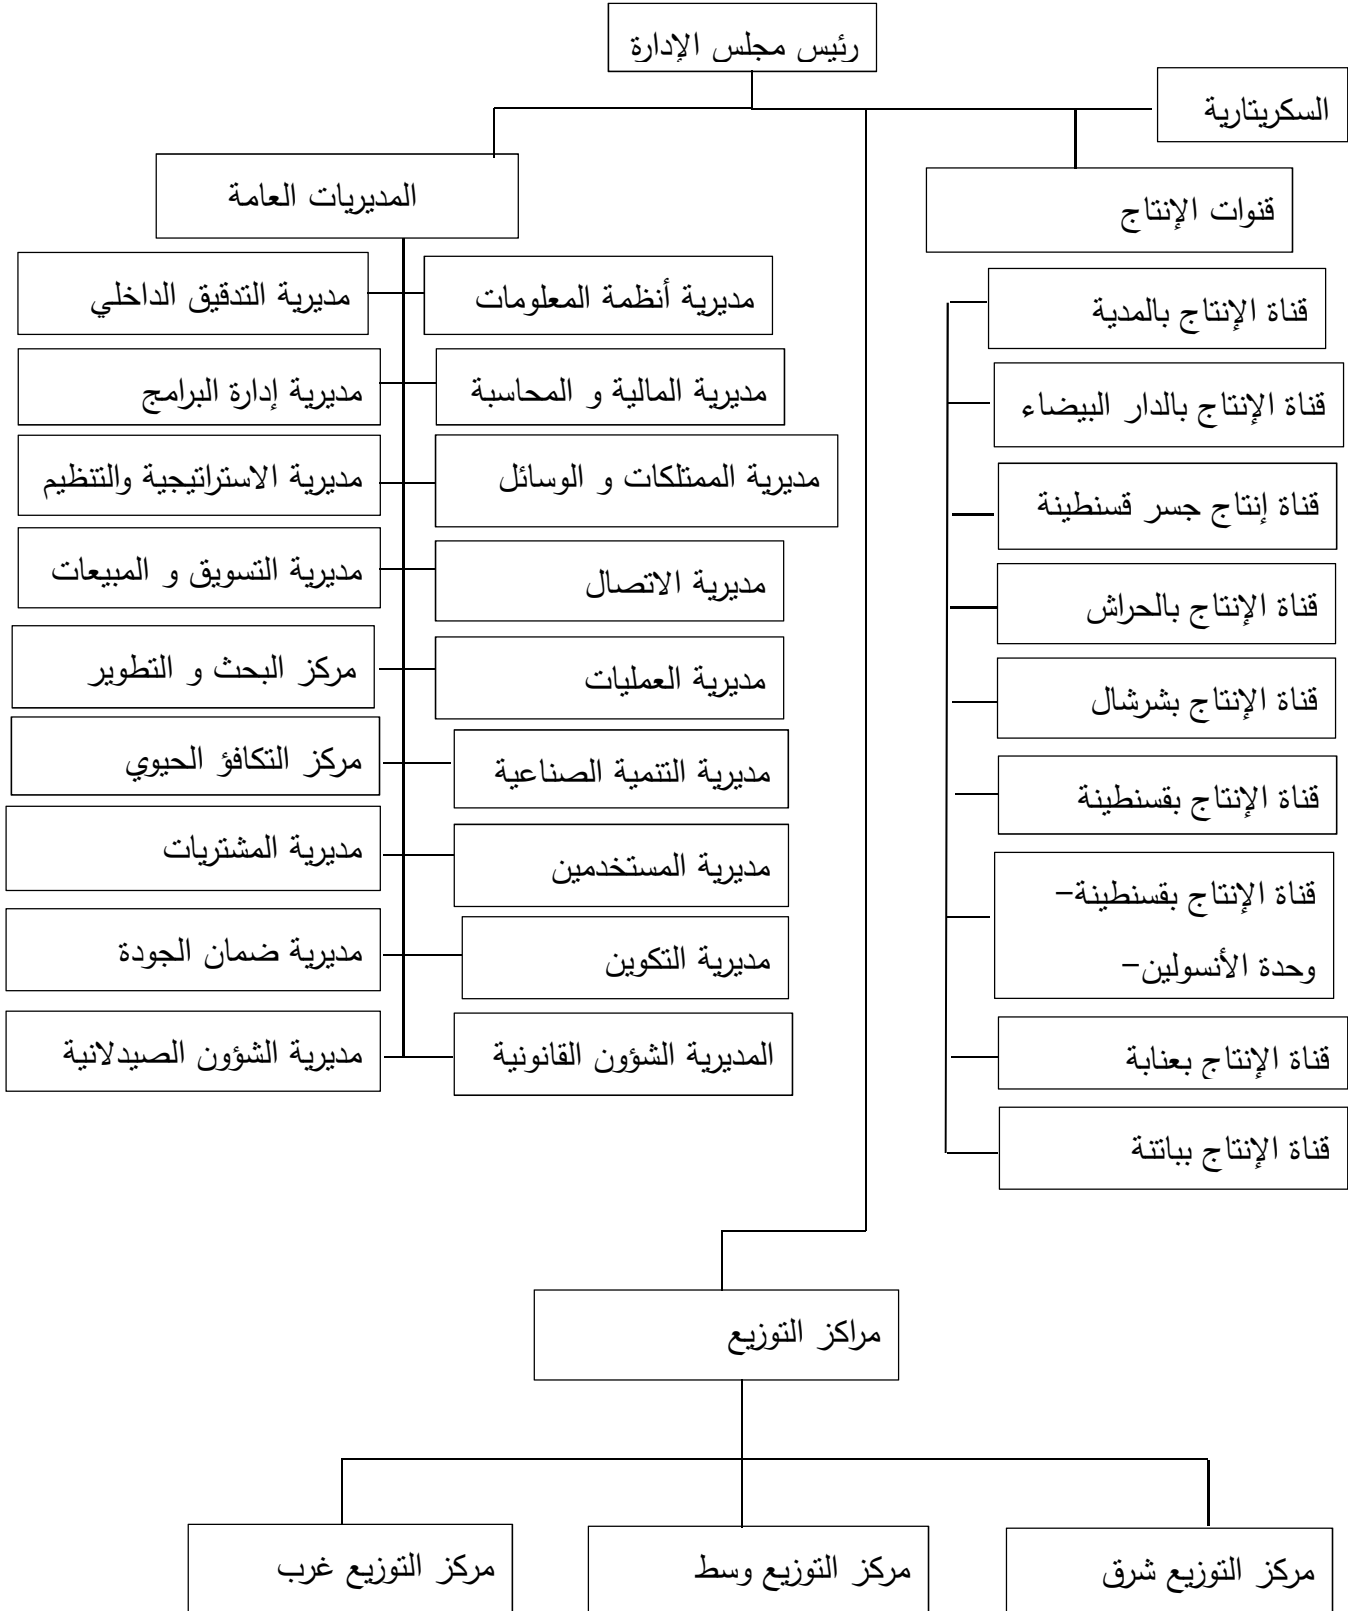 رئيس مجلس الإدارة
السكريتارية
قنوات الإنتاج
المديريات العامة
قناة الإنتاج بالمدية
قناة الإنتاج بالدار البيضاء
قناة إنتاج جسر قسنطينة
قناة الإنتاج بالحراش
قناة الإنتاج بشرشال
قناة الإنتاج بقسنطينة
قناة الإنتاج بقسنطينة–
وحدة الأنسولين–
قناة الإنتاج بعنابة
قناة الإنتاج بباتنة
مديرية أنظمة المعلومات
مديرية المالية و المحاسبة
مديرية الممتلكات و الوسائل
مديرية الاتصال
مديرية العمليات
مديرية التنمية الصناعية
مديرية المستخدمين
مديرية التكوين
المديرية الشؤون القانونية
مديرية التدقيق الداخلي
مديرية إدارة البرامج
مديرية الاستراتيجية والتنظيم
مديرية التسويق و المبيعات
مركز البحث و التطوير
مركز التكافؤ الحيوي
مديرية المشتريات
مديرية ضمان الجودة
مديرية الشؤون الصيدلانية
مراكز التوزيع
مركز التوزيع شرق
مركز التوزيع وسط
مركز التوزيع غرب